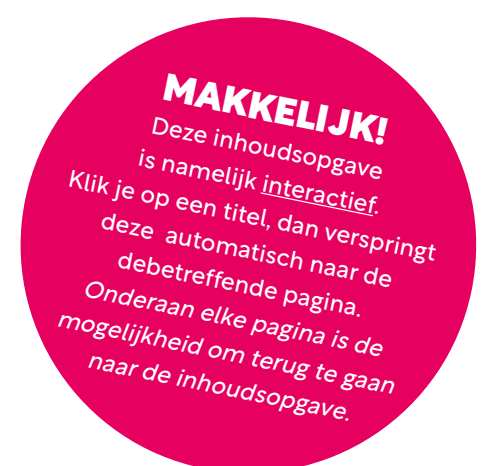 MAKKELIJK!
Deze inhoudsopgave
is namelijk interactief.
Klik je op een titel, dan verspringt
deze automatisch naar de
debetreffende pagina.
Onderaan elke pagina is de
mogelijkheid om terug te gaan
naar de inhoudsopgave.